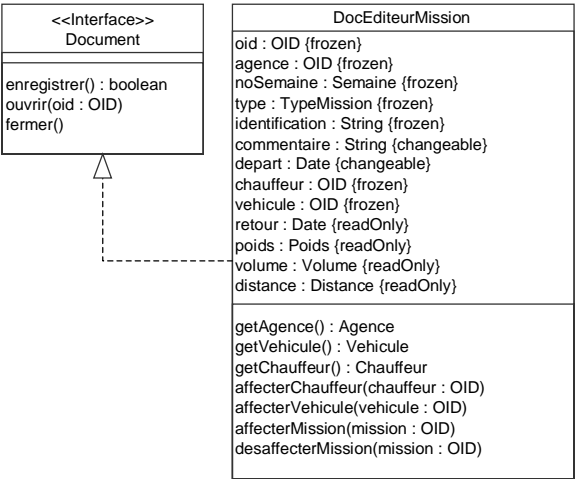 <<Interface>>
Document
enregistrer() : boolean
ouvrir(oid : OID)
fermer()
DocEditeurMission
oid : OID {frozen}
agence : OID {frozen}
noSemaine : Semaine {frozen}
type : TypeMission {frozen}
identification : String {frozen}
commentaire : String {changeable}
depart : Date {changeable}
chauffeur : OID {frozen}
vehicule : OID {frozen}
retour : Date {readOnly}
poids : Poids {readOnly}
volume : Volume {readOnly}
distance : Distance {readOnly}
getAgence() : Agence
getVehicule() : Vehicule
getChauffeur() : Chauffeur
affecterChauffeur(chauffeur : OID)
affecterVehicule(vehicule : OID)
affecterMission(mission : OID)
desaffecterMission(mission : OID)